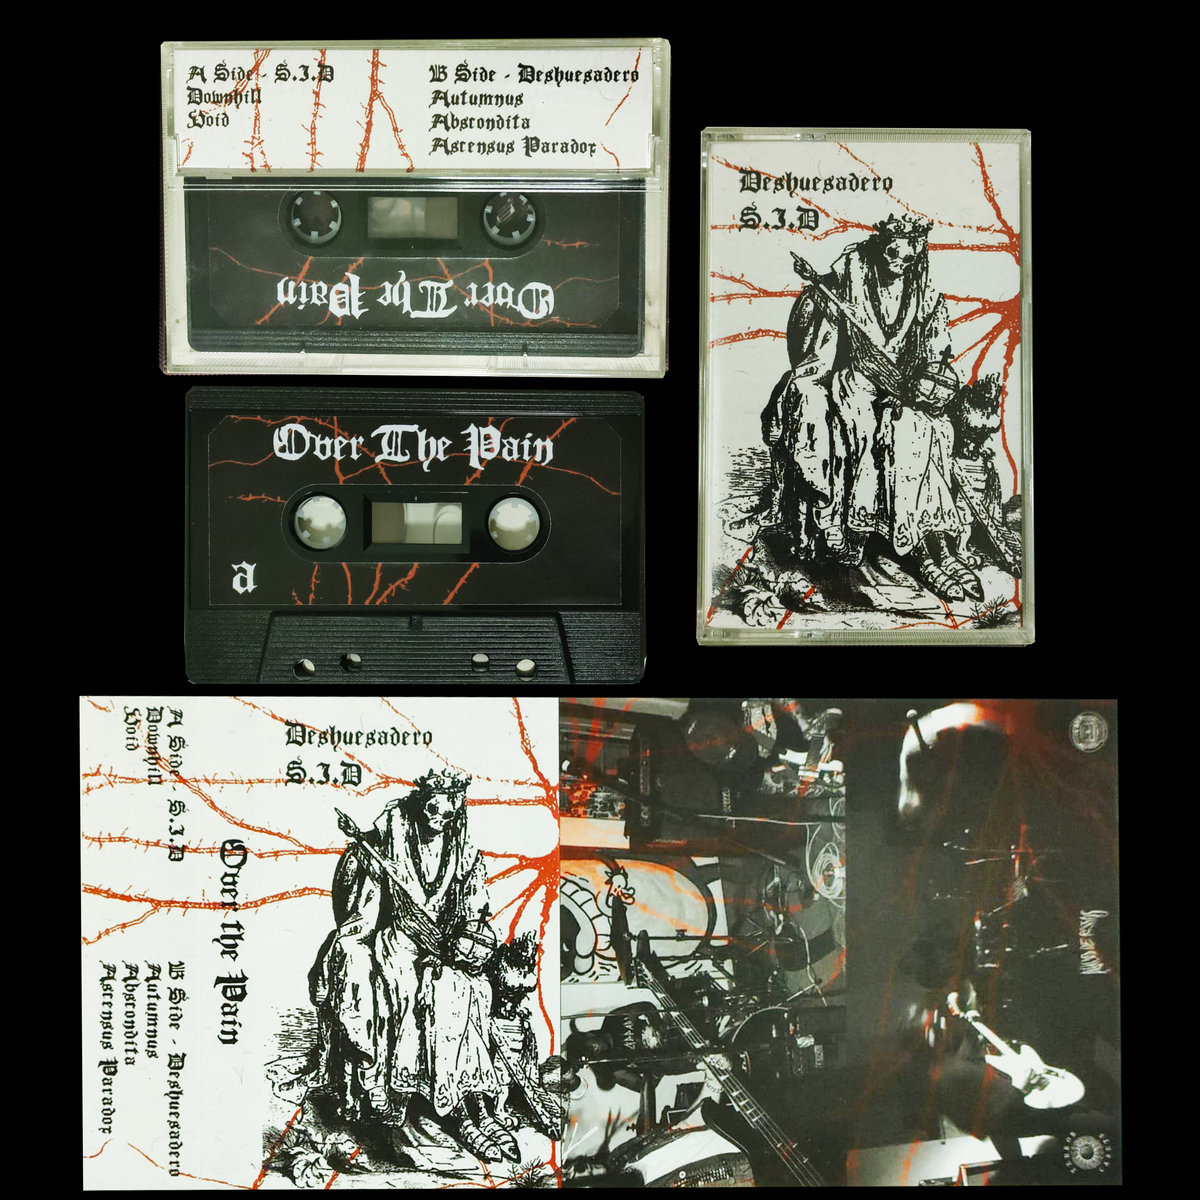 A Side - S.I.D
Downhill
Void
B Side - Deshuesadero
Autumnus
Abscondita
Ascensus Paradox
Over The Pain
Deshuesadero
S.I.D
Over The Pain
a
A Side - S.I.D
Downhill
Void
Over the Pain
B Side - Deshuesadero
Autumnus
Abscondita
Ascensus Paradox
Deshuesadero
S.I.D